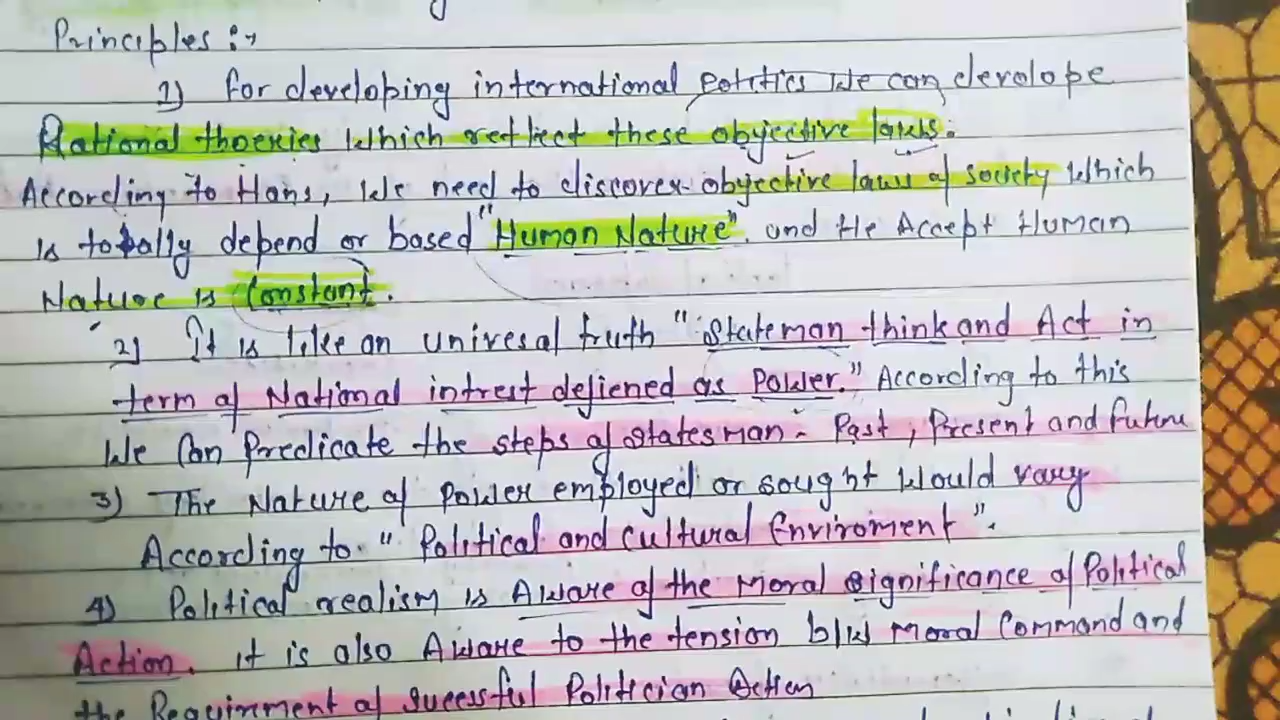 Principles :→
1) for developing international politics we can develope
Rational thoeries which reflect these objective laws.
According to Hans, we need to discover objective laws of society which
is totally depend or based "Human Nature". and He Accept Human
Nature is Constant.
2) It is like an univesal truth "Stateman think and Act in
term of National intrest defiened as Power." According to this
we can Predicate the steps of statesman - Past, Present and future
3) The Nature of Power employed or sought would vary
According to "Political and cultural Enviroment".
4) Political realism is Aware of the Moral significance of Political
Action. it is also Aware to the tension b/w Moral Command and
the Requirment of sucessful Politician Action